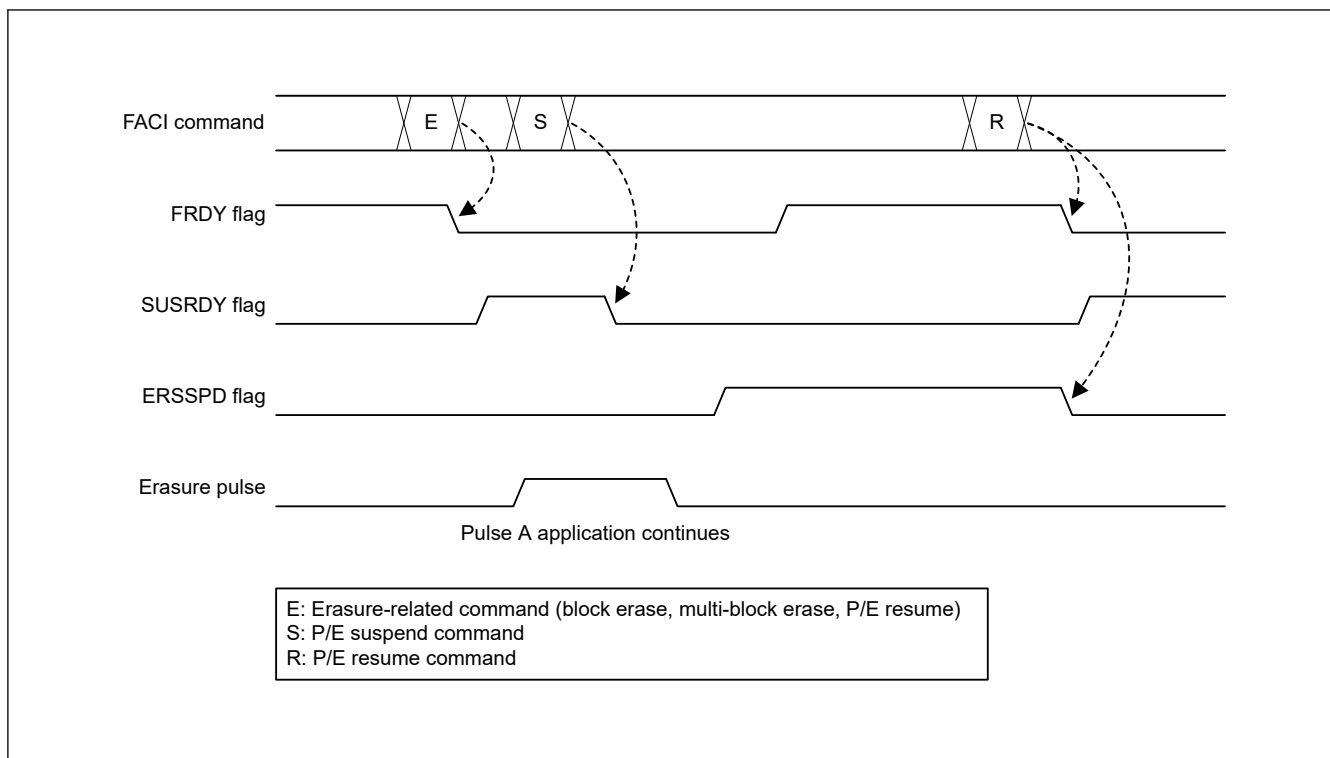 FACI command
E
S
R
FRDY flag
SUSRDY flag
ERSSPD flag
Erasure pulse
Pulse A application continues
E: Erasure-related command (block erase, multi-block erase, P/E resume)
S: P/E suspend command
R: P/E resume command